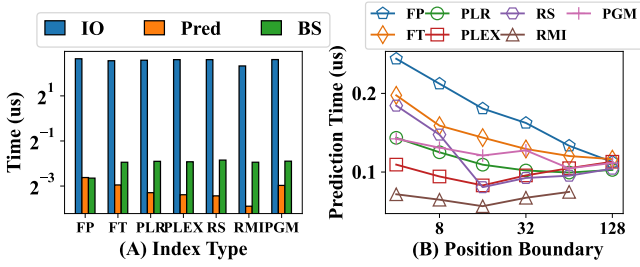 IO Pred BS
Time (us)
2^1
2^-1
2^-3
FP FT PLR PLEX RS RMI PGM
(A) Index Type
FP PLR RS PGM
FT PLEX RMI
Prediction Time (us)
0.2
0.1
8 32 128
(B) Position Boundary